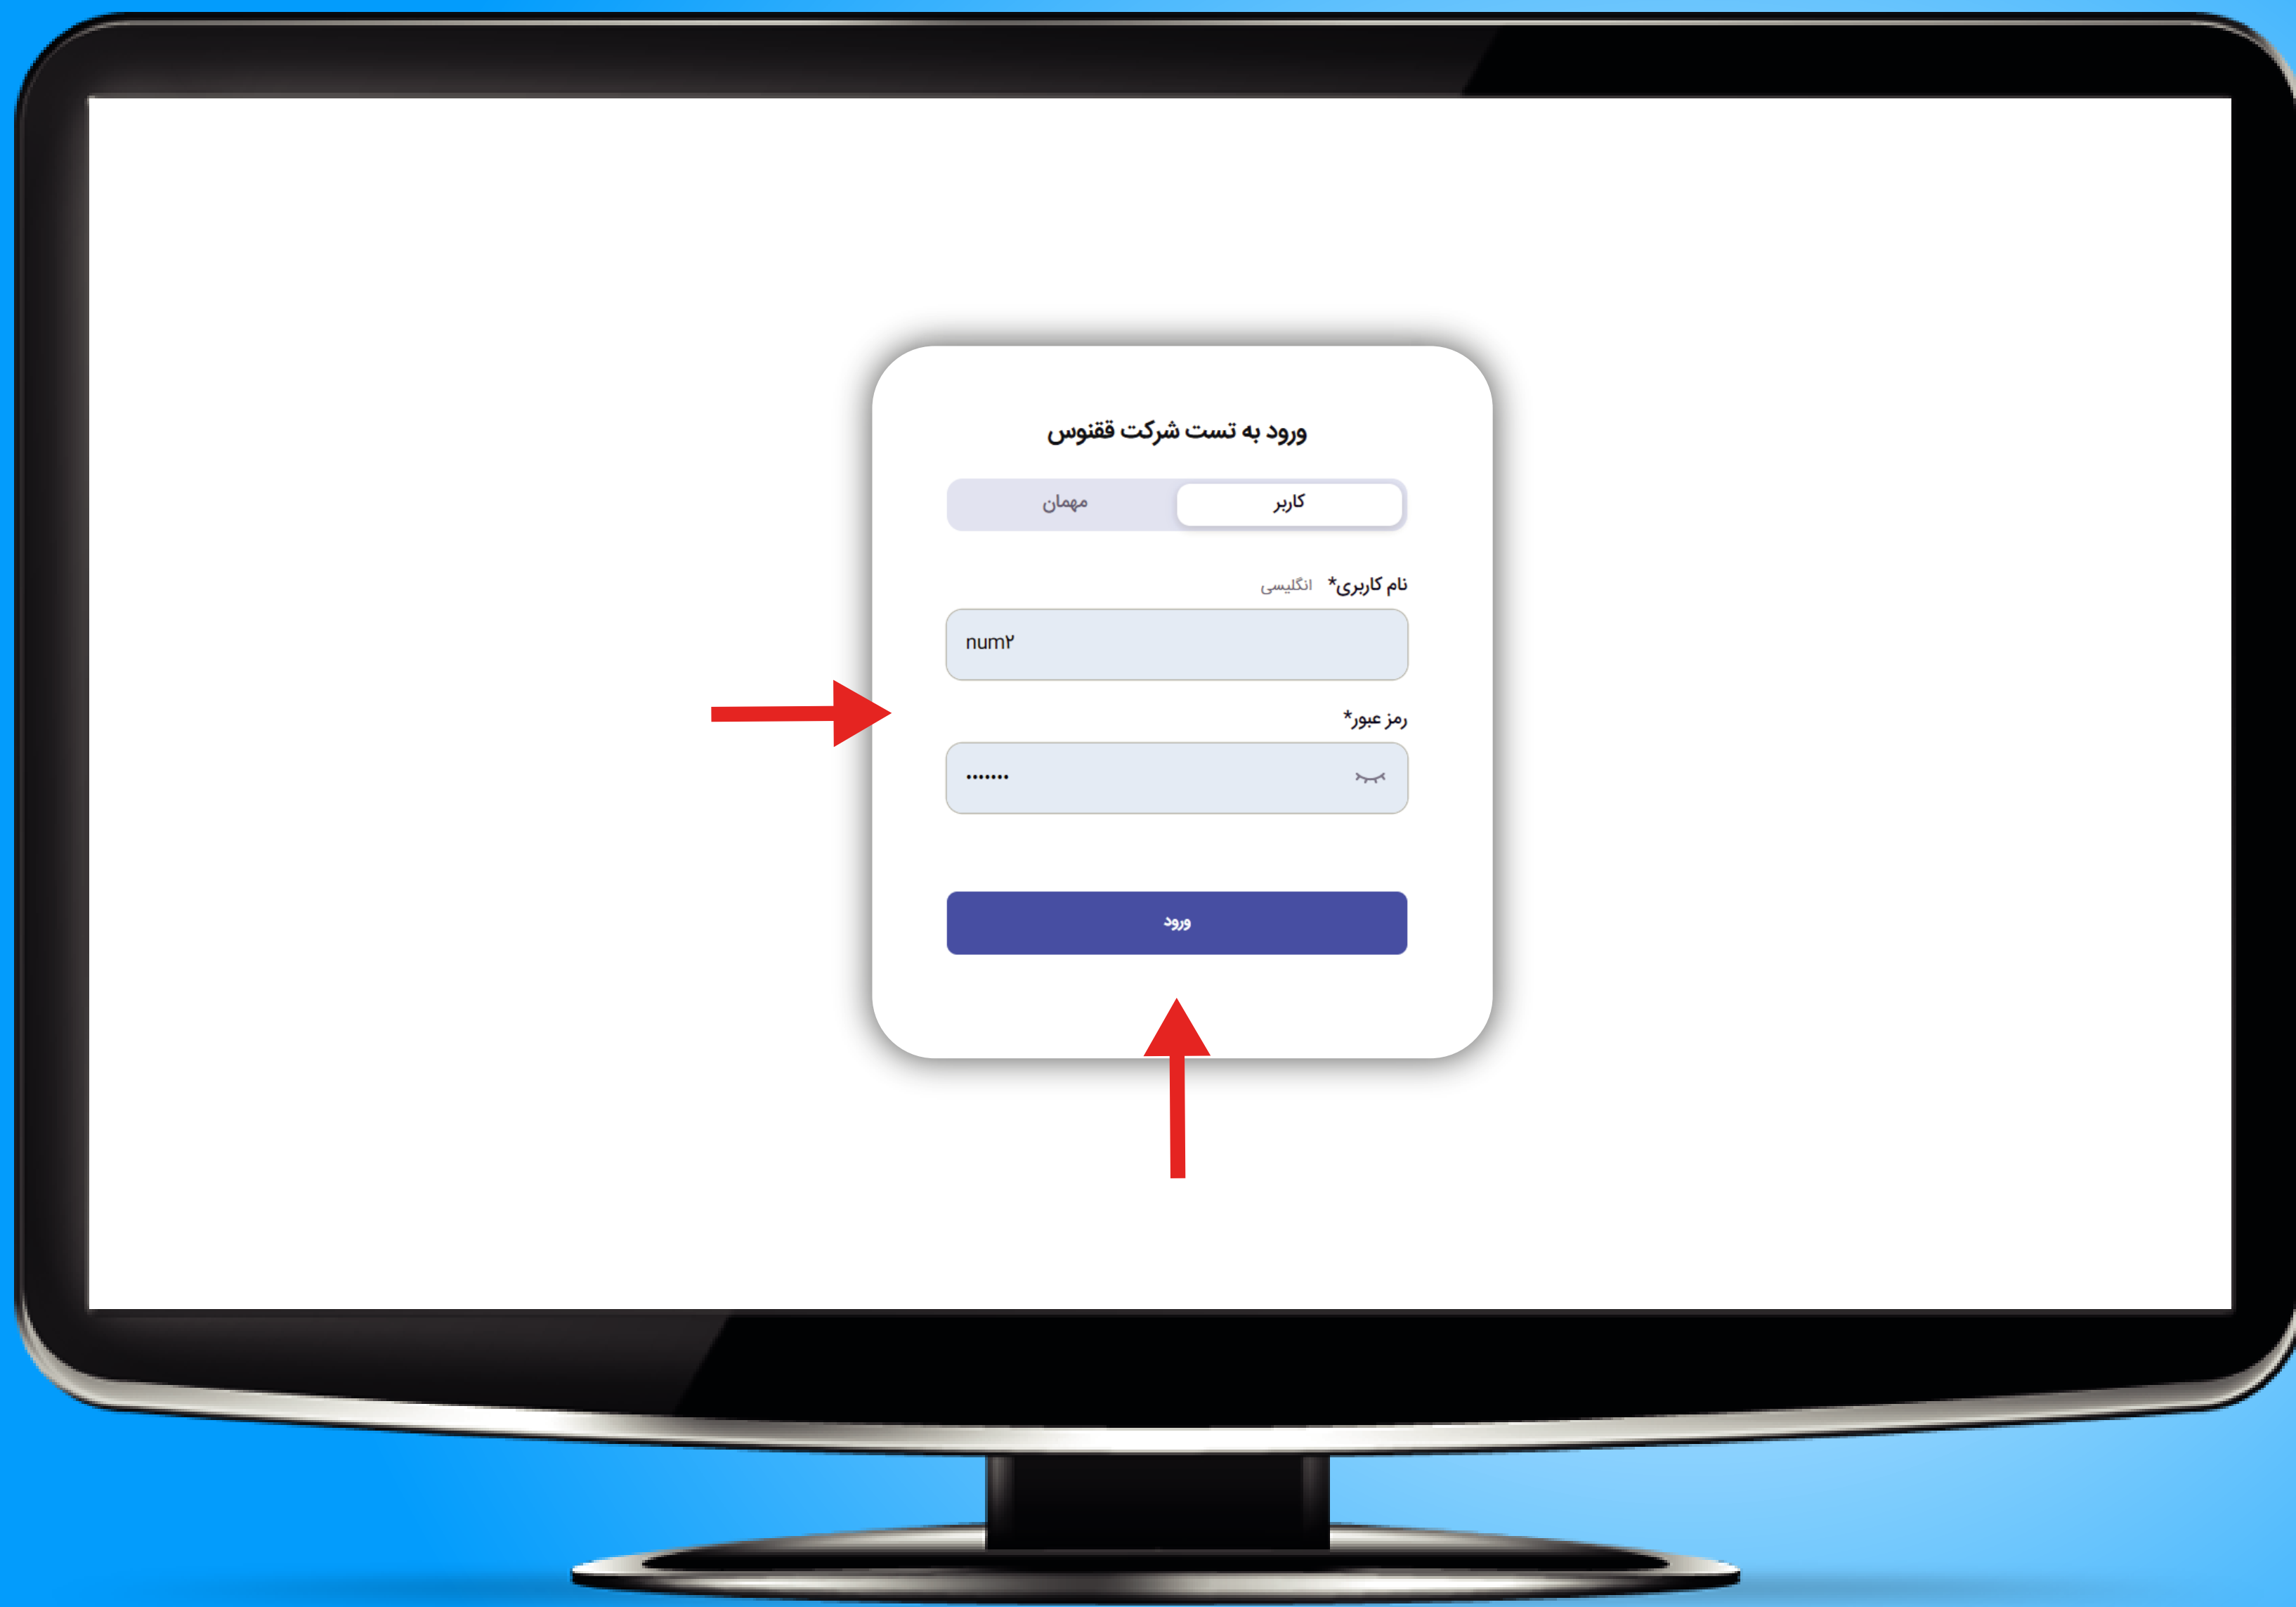 ورود به تست شرکت ققنوس
کاربر مهمان
نام کاربری* انگلیسی
num۲
رمز عبور*
•••••••
ورود